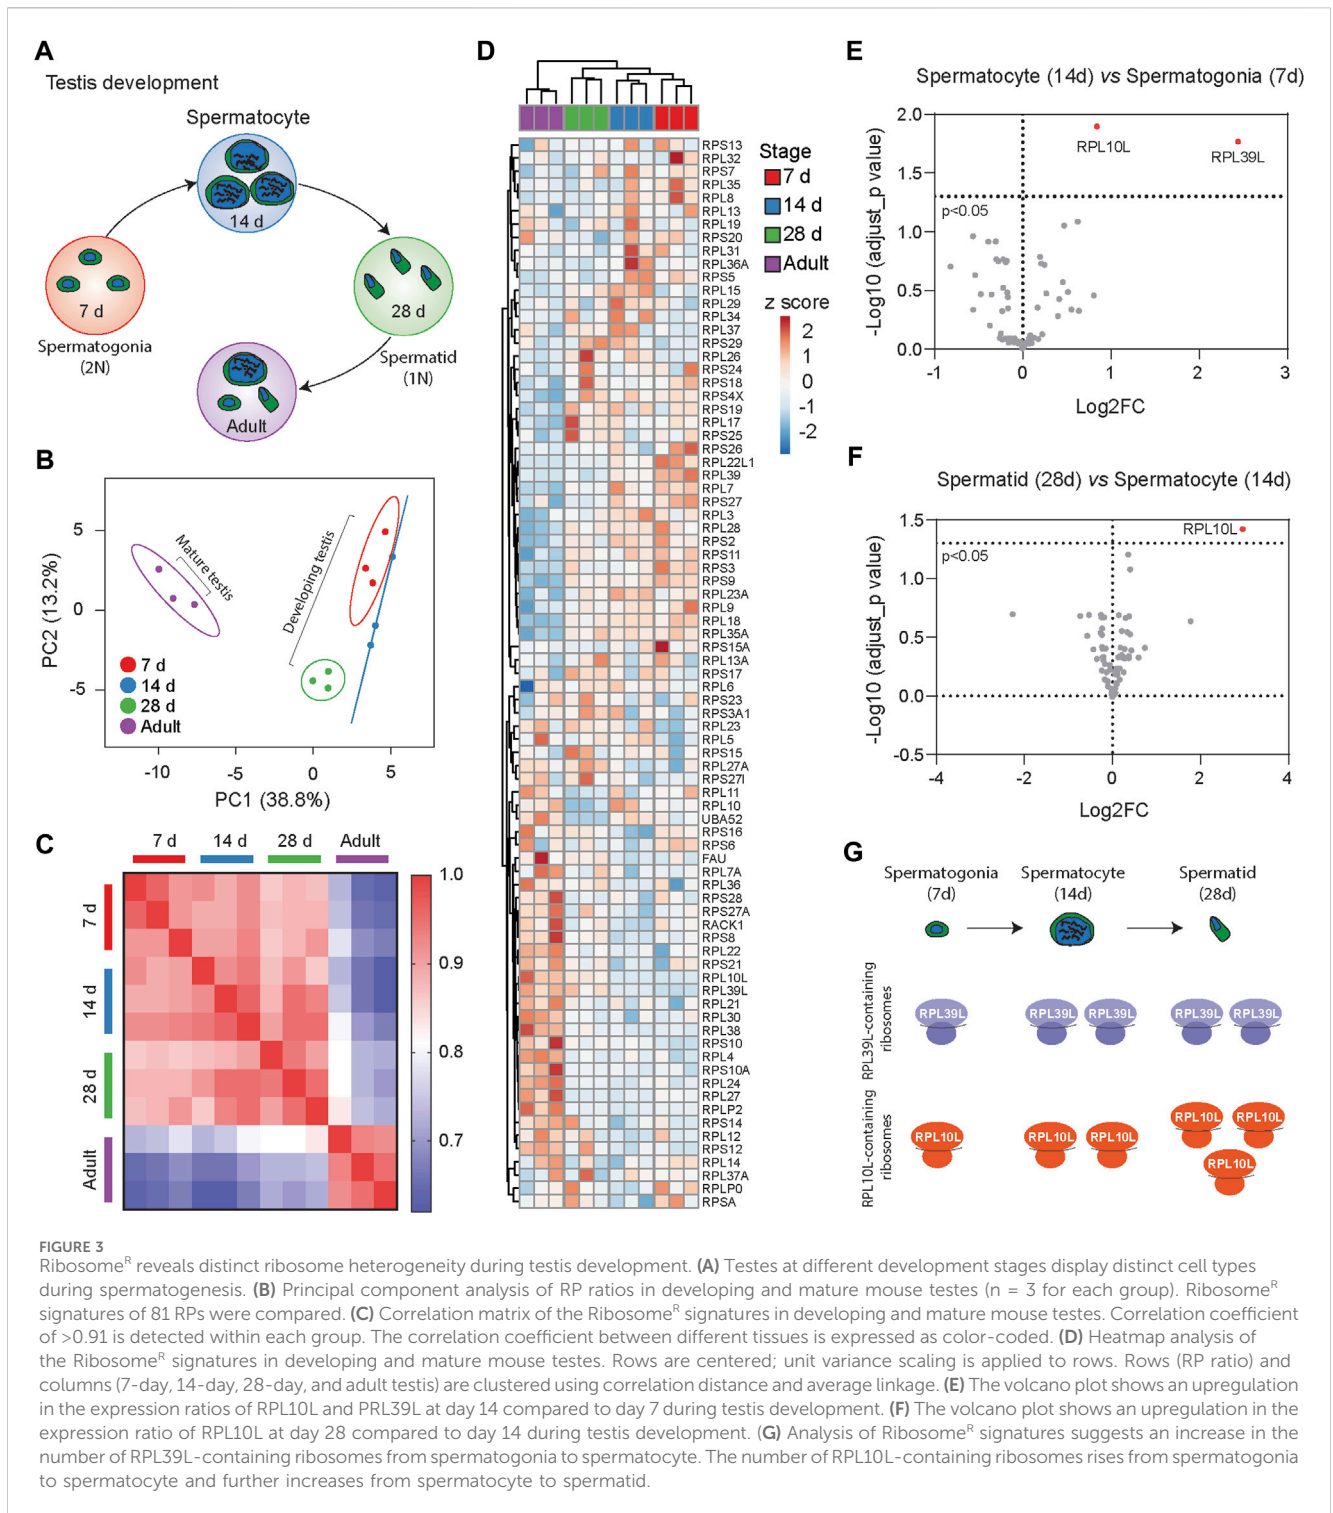 A
Testis development
Spermatocyte
14 d
7 d
28 d
Spermatogonia
(2N)
Spermatid
(1N)
Adult
B
PC2 (13.2%)
5
0
-5
Mature testis
Developing testis
7 d
14 d
28 d
Adult
-10
-5
0
5
PC1 (38.8%)
C
7 d
14 d
28 d
Adult
7 d
14 d
28 d
Adult
1.0
0.9
0.8
0.7
D
RPS13
RPL32
RPS7
RPL35
RPL8
RPL13
RPL19
RPS20
RPL31
RPL36A
RPS5
RPL15
RPL29
RPL34
RPL37
RPS29
RPL26
RPS24
RPS18
RPS4X
RPS19
RPL17
RPS25
RPS26
RPL22L1
RPL39
RPL7
RPS27
RPL3
RPL28
RPS2
RPS11
RPS3
RPS9
RPL23A
RPL9
RPL18
RPL35A
RPS15A
RPL13A
RPS17
RPL6
RPS23
RPS3A1
RPL23
RPL5
RPS15
RPL27A
RPS27l
RPL11
RPL10
UBA52
RPS16
RPS6
FAU
RPL7A
RPL36
RPS28
RPS27A
RACK1
RPS8
RPL22
RPS21
RPL10L
RPL39L
RPL21
RPL30
RPL38
RPS10
RPL4
RPS10A
RPL24
RPL27
RPLP2
RPS14
RPL12
RPS12
RPL14
RPL37A
RPLP0
RPSA
Stage
7 d
14 d
28 d
Adult
z score
2
1
0
-1
-2
E
Spermatocyte (14d) vs Spermatogonia (7d)
-Log10 (adjust_p value)
2.0
1.5
1.0
0.5
0.0
RPL10L
RPL39L
p<0.05
-1
0
1
2
3
Log2FC
F
Spermatid (28d) vs Spermatocyte (14d)
-Log10 (adjust_p value)
1.5
1.0
0.5
0.0
-0.5
RPL10L
p<0.05
-4
-2
0
2
4
Log2FC
G
Spermatogonia
(7d)
Spermatocyte
(14d)
Spermatid
(28d)
RPL39L-containing
ribosomes
RPL39L
RPL39L
RPL39L
RPL39L
RPL39L
RPL10L-containing
ribosomes
RPL10L
RPL10L
RPL10L
RPL10L
RPL10L
RPL10L
FIGURE 3
Ribosomeᴿ reveals distinct ribosome heterogeneity during testis development. (A) Testes at different development stages display distinct cell types
during spermatogenesis. (B) Principal component analysis of RP ratios in developing and mature mouse testes (n = 3 for each group). Ribosomeᴿ
signatures of 81 RPs were compared. (C) Correlation matrix of the Ribosomeᴿ signatures in developing and mature mouse testes. Correlation coefficient
of >0.91 is detected within each group. The correlation coefficient between different tissues is expressed as color-coded. (D) Heatmap analysis of
the Ribosomeᴿ signatures in developing and mature mouse testes. Rows are centered; unit variance scaling is applied to rows. Rows (RP ratio) and
columns (7-day, 14-day, 28-day, and adult testis) are clustered using correlation distance and average linkage. (E) The volcano plot shows an upregulation
in the expression ratios of RPL10L and PRL39L at day 14 compared to day 7 during testis development. (F) The volcano plot shows an upregulation in the
expression ratio of RPL10L at day 28 compared to day 14 during testis development. (G) Analysis of Ribosomeᴿ signatures suggests an increase in the
number of RPL39L-containing ribosomes from spermatogonia to spermatocyte. The number of RPL10L-containing ribosomes rises from spermatogonia
to spermatocyte and further increases from spermatocyte to spermatid.